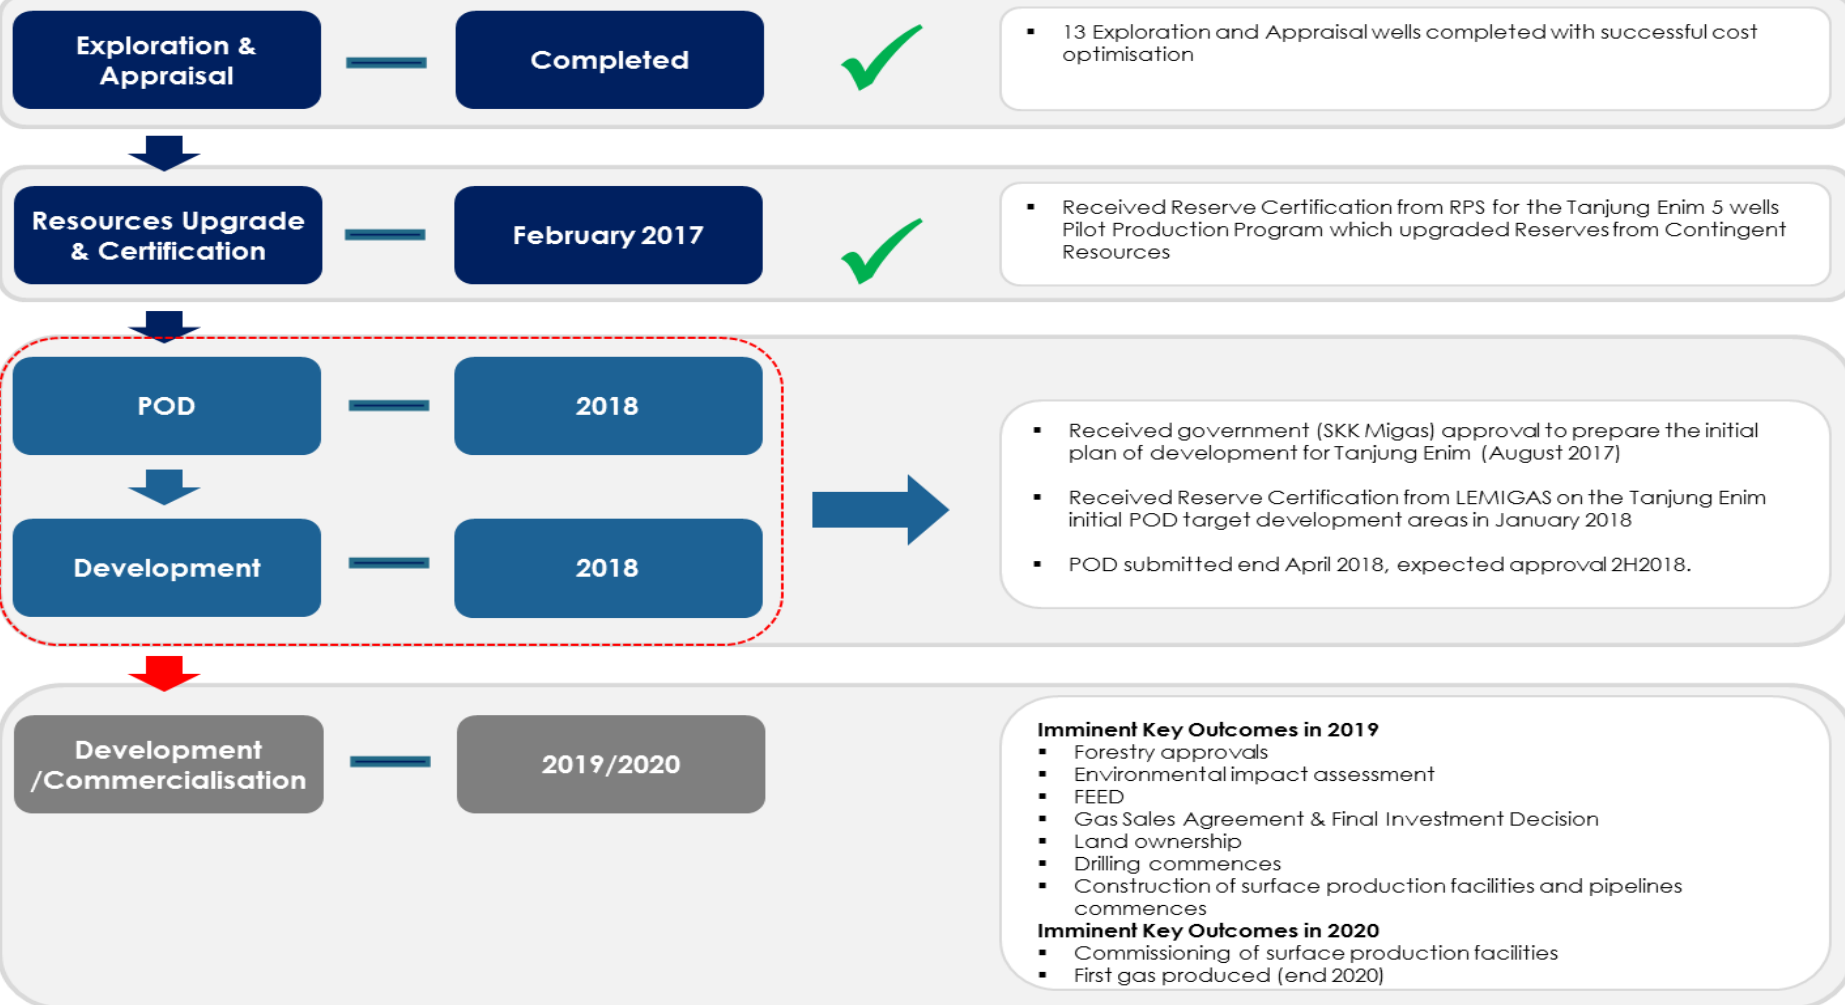 Exploration &
Appraisal
Completed
▪ 13 Exploration and Appraisal wells completed with successful cost
optimisation
Resources Upgrade
& Certification
February 2017
▪ Received Reserve Certification from RPS for the Tanjung Enim 5 wells
Pilot Production Program which upgraded Reserves from Contingent
Resources
POD
2018
Development
2018
▪ Received government (SKK Migas) approval to prepare the initial
plan of development for Tanjung Enim (August 2017)
▪ Received Reserve Certification from LEMIGAS on the Tanjung Enim
initial POD target development areas in January 2018
▪ POD submitted end April 2018, expected approval 2H2018.
Development
/Commercialisation
2019/2020
Imminent Key Outcomes in 2019
▪ Forestry approvals
▪ Environmental impact assessment
▪ FEED
▪ Gas Sales Agreement & Final Investment Decision
▪ Land ownership
▪ Drilling commences
▪ Construction of surface production facilities and pipelines
commences
Imminent Key Outcomes in 2020
▪ Commissioning of surface production facilities
▪ First gas produced (end 2020)